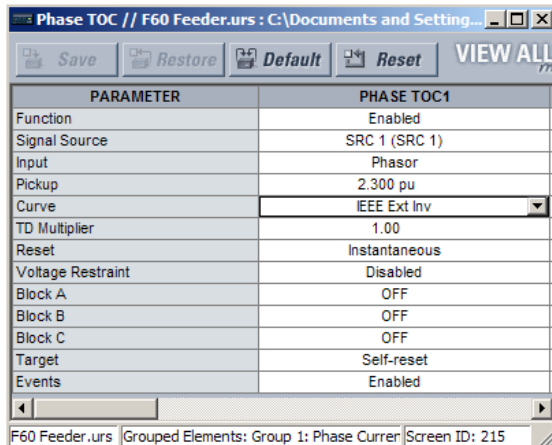 Phase TOC // F60 Feeder.urs : C:\Documents and Setting...
Save Restore Default Reset VIEW ALL
PARAMETER PHASE TOC1
Function Enabled
Signal Source SRC 1 (SRC 1)
Input Phasor
Pickup 2.300 pu
Curve IEEE Ext Inv
TD Multiplier 1.00
Reset Instantaneous
Voltage Restraint Disabled
Block A OFF
Block B OFF
Block C OFF
Target Self-reset
Events Enabled
F60 Feeder.urs Grouped Elements: Group 1: Phase Curren Screen ID: 215